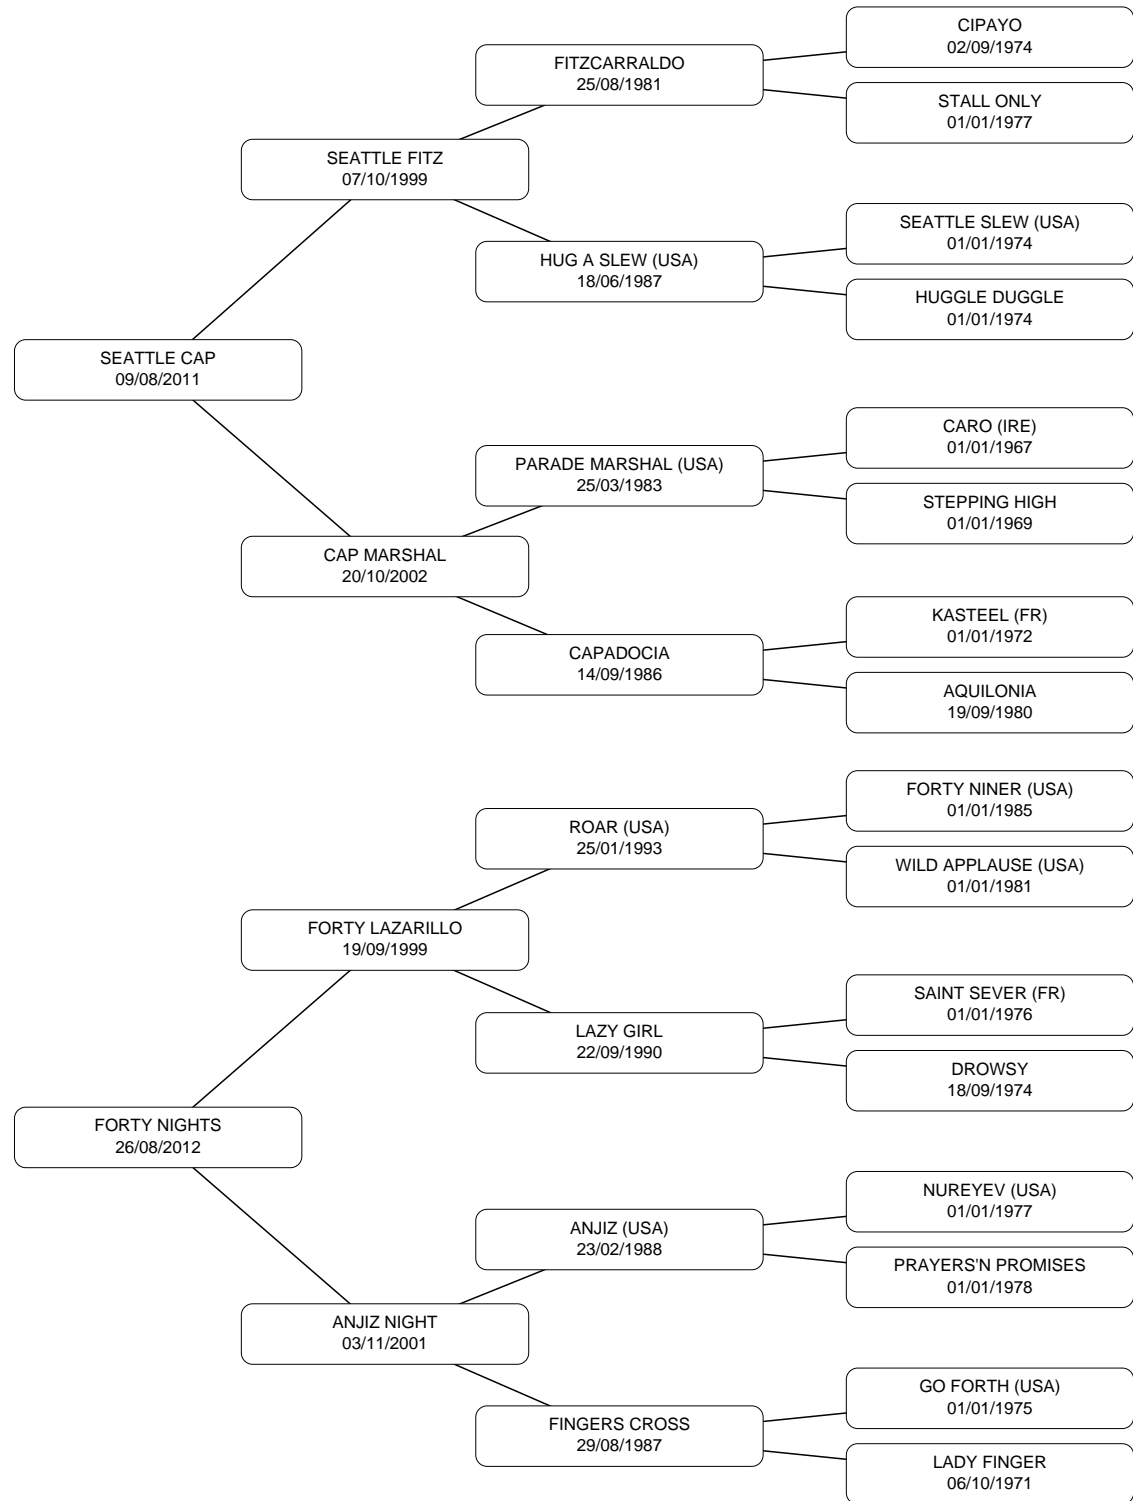 CIPAYO
02/09/1974
FITZCARRALDO
25/08/1981
STALL ONLY
01/01/1977
SEATTLE FITZ
07/10/1999
SEATTLE SLEW (USA)
01/01/1974
HUG A SLEW (USA)
18/06/1987
HUGGLE DUGGLE
01/01/1974
SEATTLE CAP
09/08/2011
CARO (IRE)
01/01/1967
PARADE MARSHAL (USA)
25/03/1983
STEPPING HIGH
01/01/1969
CAP MARSHAL
20/10/2002
KASTEEL (FR)
01/01/1972
CAPADOCIA
14/09/1986
AQUILONIA
19/09/1980
FORTY NINER (USA)
01/01/1985
ROAR (USA)
25/01/1993
WILD APPLAUSE (USA)
01/01/1981
FORTY LAZARILLO
19/09/1999
SAINT SEVER (FR)
01/01/1976
LAZY GIRL
22/09/1990
DROWSY
18/09/1974
FORTY NIGHTS
26/08/2012
NUREYEV (USA)
01/01/1977
ANJIZ (USA)
23/02/1988
PRAYERS'N PROMISES
01/01/1978
ANJIZ NIGHT
03/11/2001
GO FORTH (USA)
01/01/1975
FINGERS CROSS
29/08/1987
LADY FINGER
06/10/1971